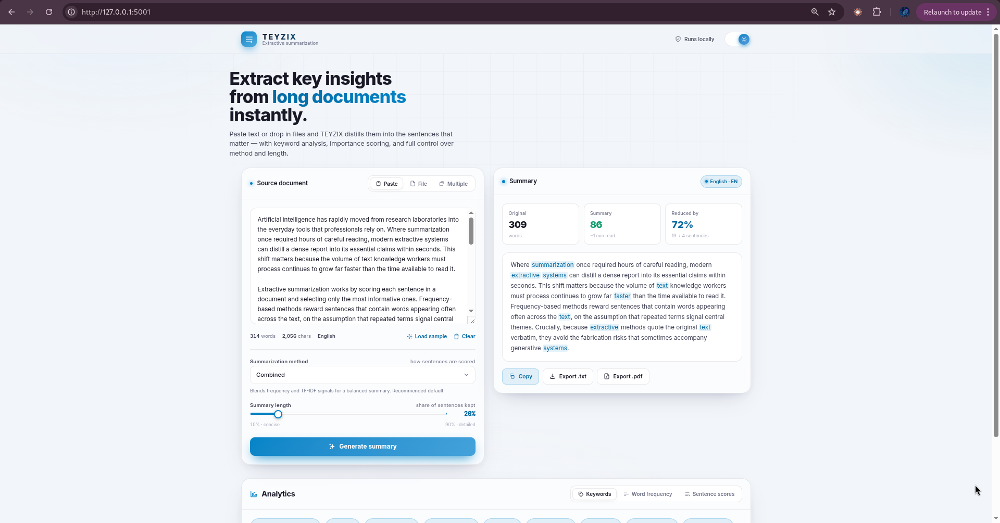 http://127.0.0.1:5001
Relaunch to update
TEYZIX
Extractive summarization
Runs locally
Extract key insights
from long documents
instantly.
Paste text or drop in files and TEYZIX distills them into the sentences that
matter — with keyword analysis, importance scoring, and full control over
method and length.
Source document
Paste
File
Multiple
Artificial intelligence has rapidly moved from research laboratories into
the everyday tools that professionals rely on. Where summarization
once required hours of careful reading, modern extractive systems
can distill a dense report into its essential claims within seconds. This
shift matters because the volume of text knowledge workers must
process continues to grow far faster than the time available to read it.
Extractive summarization works by scoring each sentence in a
document and selecting only the most informative ones. Frequency-
based methods reward sentences that contain words appearing often
across the text, on the assumption that repeated terms signal central
314 words 2,056 chars English
Load sample
Clear
Summarization method
how sentences are scored
Combined
Blends frequency and TF-IDF signals for a balanced summary. Recommended default.
Summary length
share of sentences kept
20%
10% · concise
90% · detailed
Generate summary
Summary
English · EN
Original
309
words
Summary
86
~1 min read
Reduced by
72%
19 → 4 sentences
Where summarization once required hours of careful reading, modern
extractive systems can distill a dense report into its essential claims within
seconds. This shift matters because the volume of text knowledge workers
must process continues to grow far faster than the time available to read it.
Frequency-based methods reward sentences that contain words appearing
often across the text, on the assumption that repeated terms signal central
themes. Crucially, because extractive methods quote the original text
verbatim, they avoid the fabrication risks that sometimes accompany
generative systems.
Copy
Export .txt
Export .pdf
Analytics
Keywords
Word frequency
Sentence scores